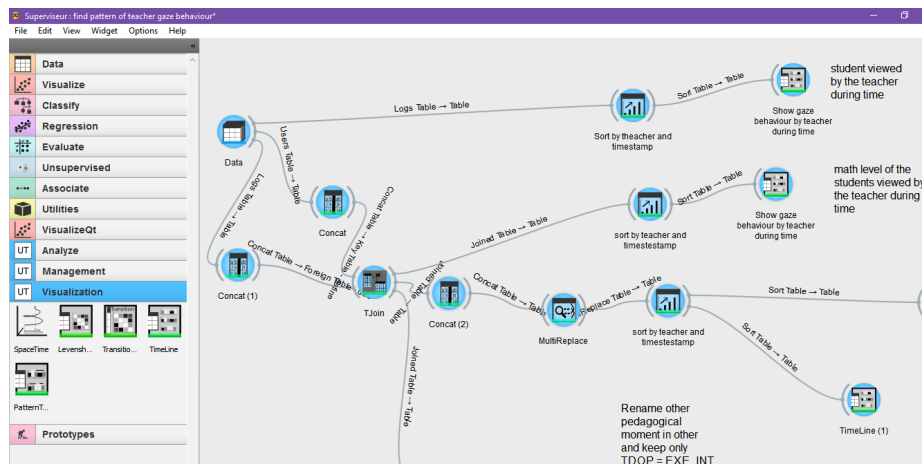 Superviseur : find pattern of teacher gaze behaviour*
File Edit View Widget Options Help
Data
Visualize
Classify
Regression
Evaluate
Unsupervised
Associate
Utilities
VisualizeQt
UT Analyze
UT Management
UT Visualization
SpaceTime Levensh... Transitio... TimeLine
PatternT...
Prototypes
Data
Logs Table → Table
Users Table → Table
Logs Table → Table
Concat
Concat (1)
Concat Table → Key Table
Concat Table → Foreign Table
TJoin
Joined Table → Table
Joined Table → Table
Joined Table → Table
Concat (2)
Concat Table → Table
MultiReplace
Replace Table → Table
sort by teacher and
timestestamp
Sort Table → Table
Sort Table → Table
TimeLine (1)
Sort by theacher and
timestamp
Sort Table → Table
Show gaze
behaviour by teacher
during time
student viewed
by the teacher
during time
sort by teacher and
timestestamp
Sort Table → Table
Show gaze
behaviour by teacher
during time
math level of the
students viewed by
the teacher during
time
Rename other
pedagogical
moment in other
and keep only
TDOP = EXE_INT